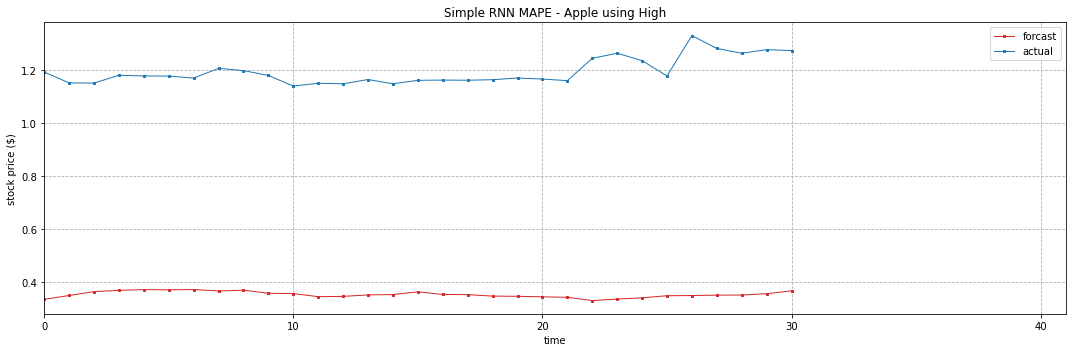 Simple RNN MAPE - Apple using High
forcast
actual
1.2
1.0
0.8
0.6
0.4
stock price ($)
0
10
20
30
40
time